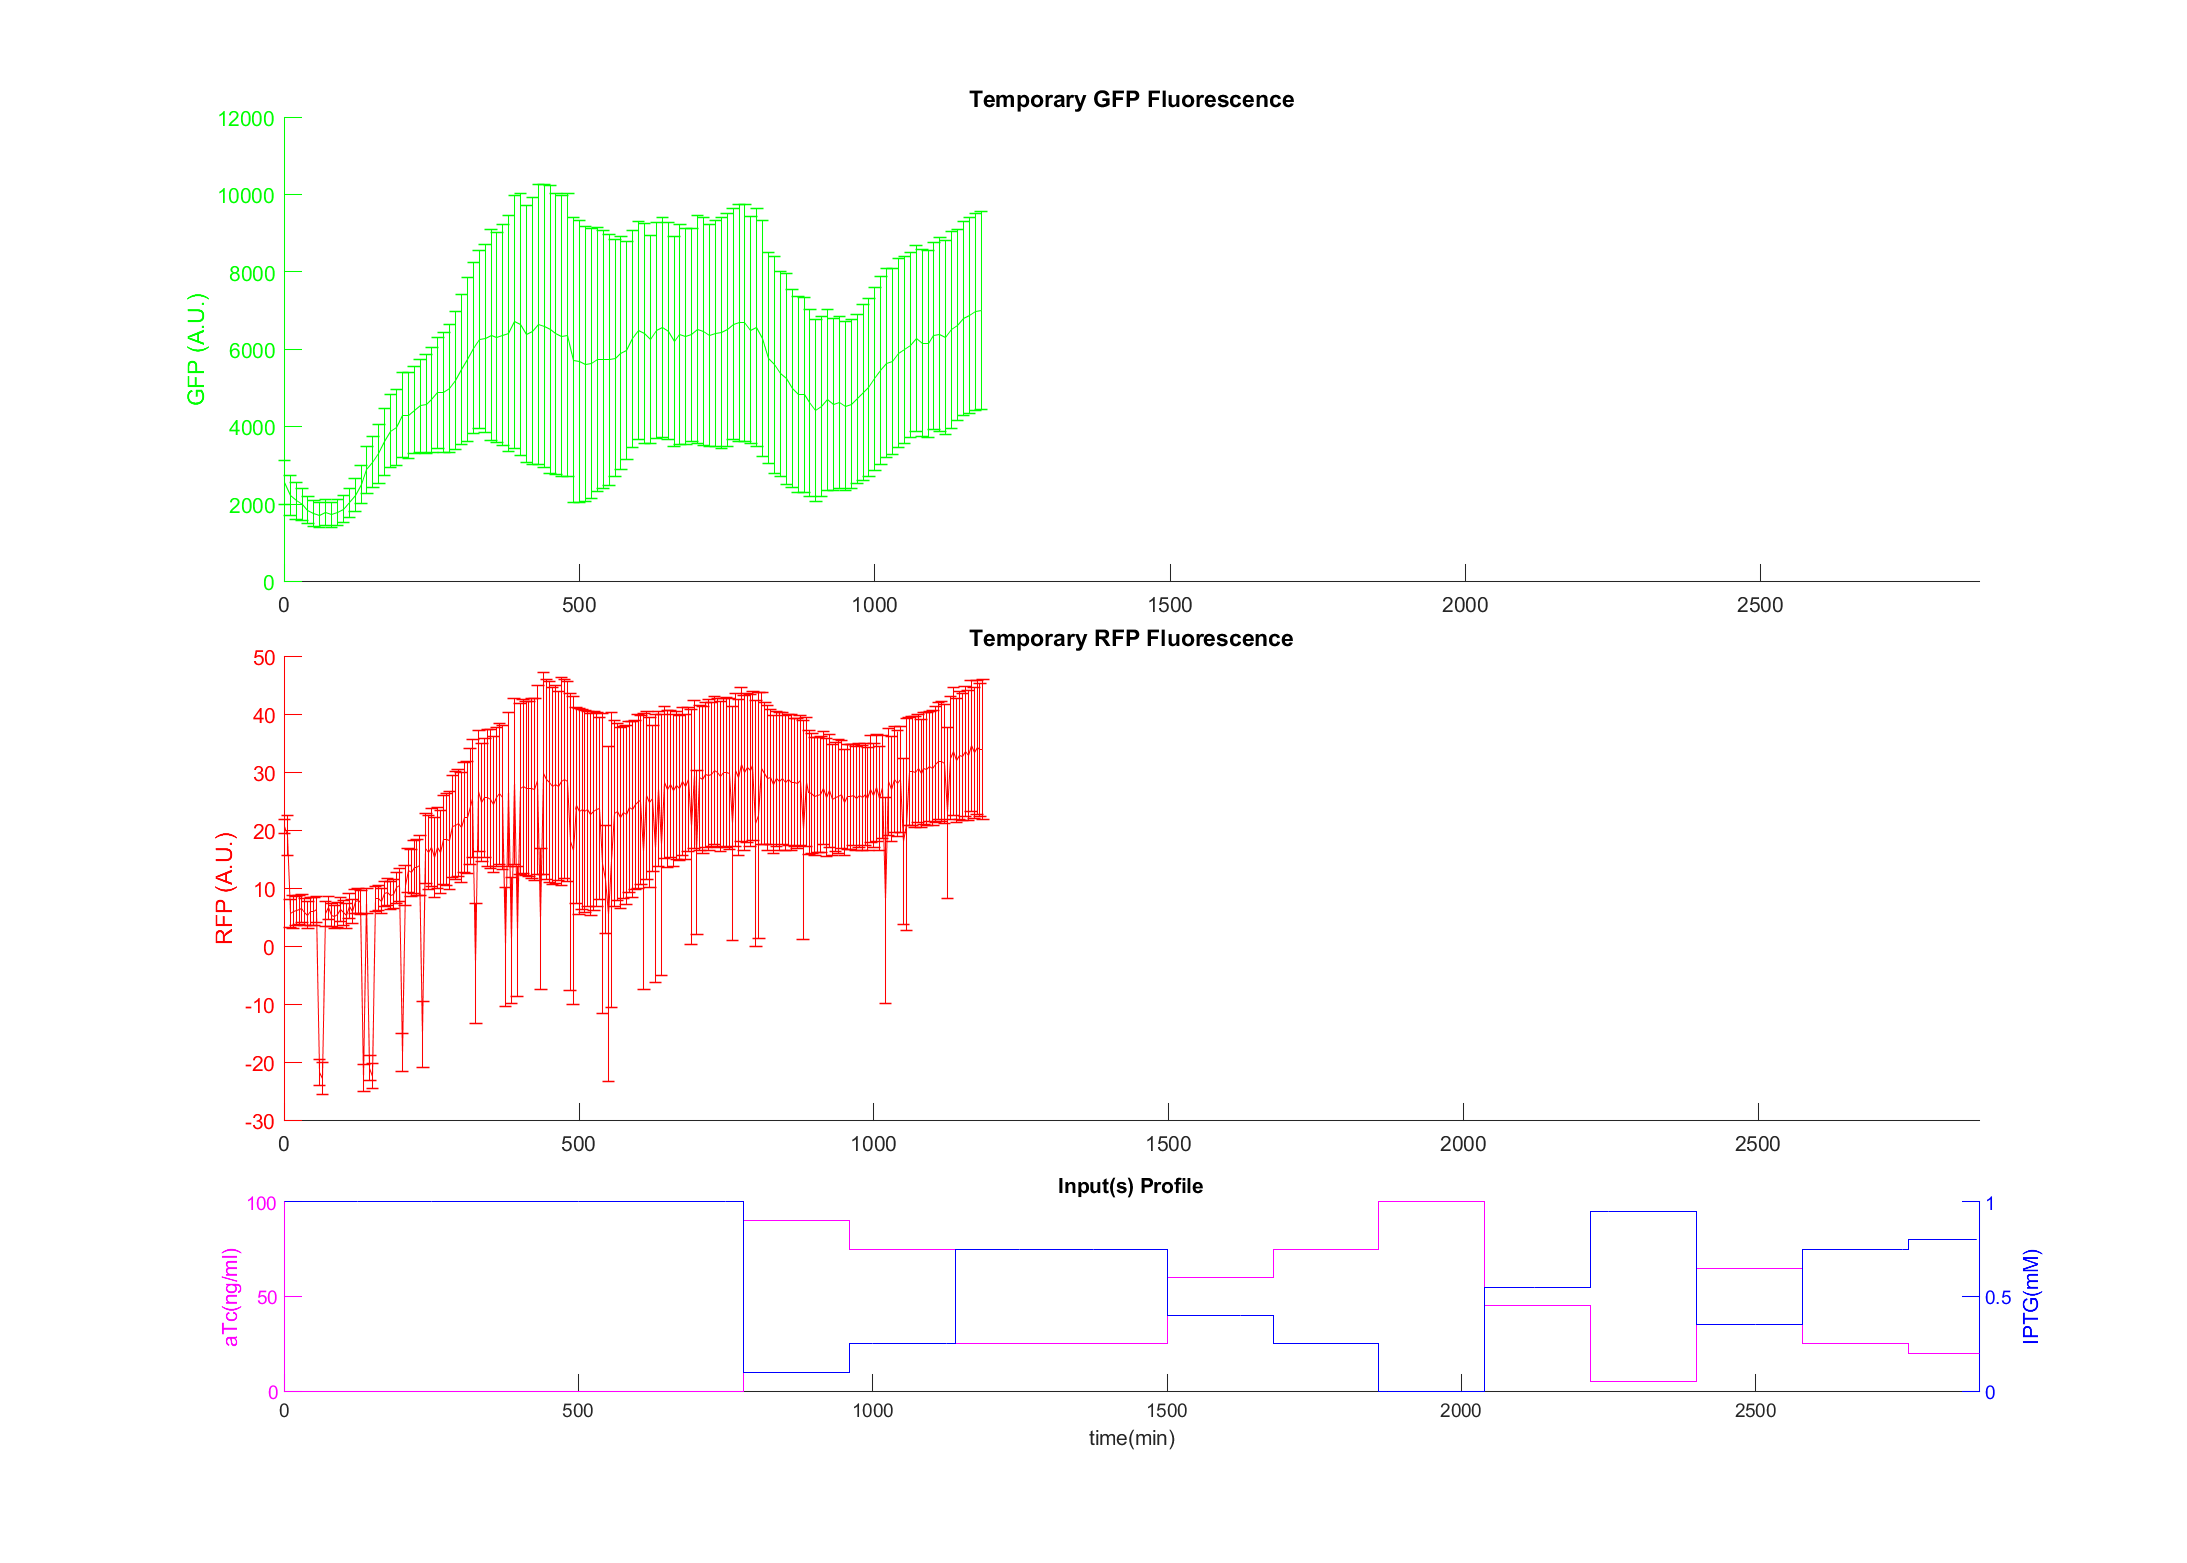 Temporary GFP Fluorescence
12000
10000
8000
6000
4000
2000
0
GFP (A.U.)
0 500 1000 1500 2000 2500
Temporary RFP Fluorescence
50
40
30
20
10
0
-10
-20
-30
RFP (A.U.)
0 500 1000 1500 2000 2500
Input(s) Profile
100
50
0
aTc(ng/ml)
1
0.5
0
IPTG(mM)
0 500 1000 1500 2000 2500
time(min)